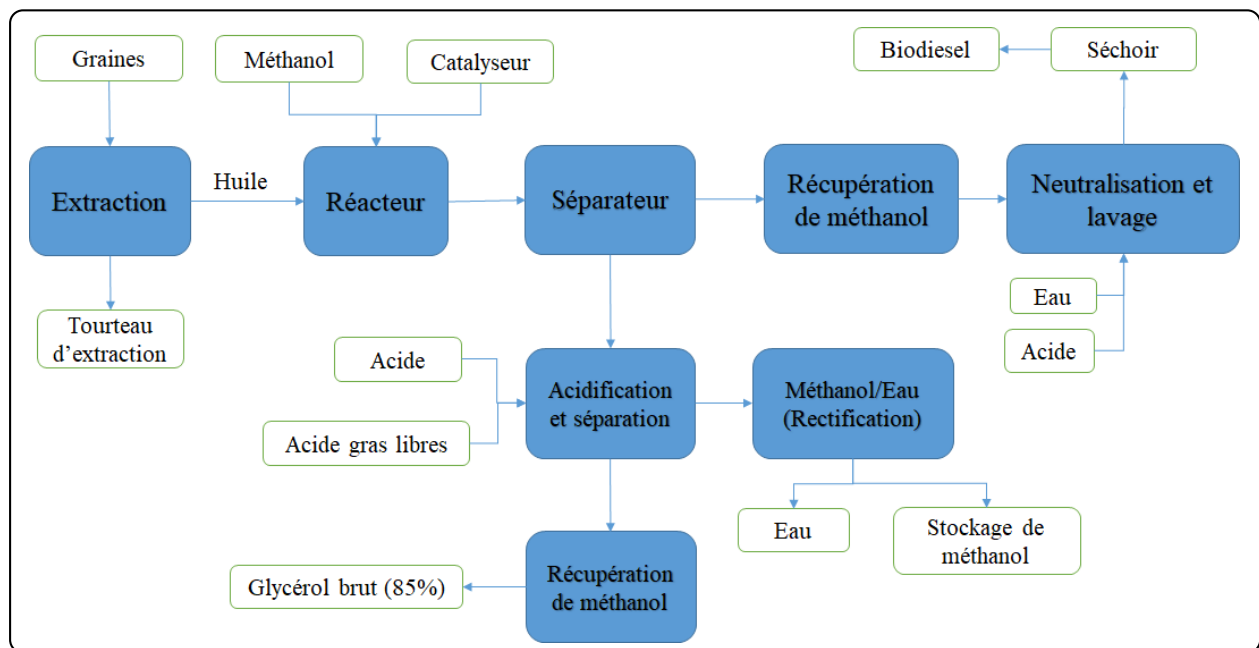 Graines
Méthanol
Catalyseur
Biodiesel
Séchoir
Extraction
Huile
Réacteur
Séparateur
Récupération
de méthanol
Neutralisation et
lavage
Tourteau
d’extraction
Eau
Acide
Acide
Acide gras libres
Acidification
et séparation
Méthanol/Eau
(Rectification)
Eau
Stockage de
méthanol
Glycérol brut (85%)
Récupération
de méthanol